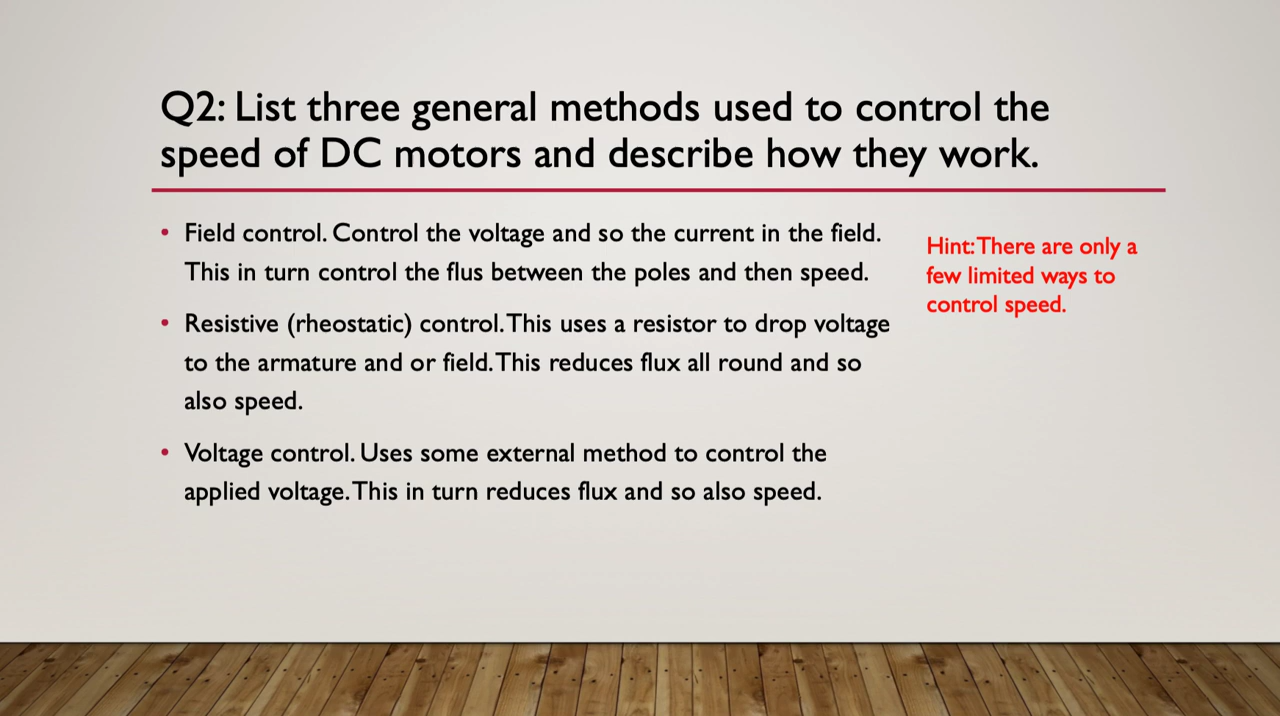 Q2: List three general methods used to control the
speed of DC motors and describe how they work.
• Field control. Control the voltage and so the current in the field.
This in turn control the flus between the poles and then speed.
• Resistive (rheostatic) control. This uses a resistor to drop voltage
to the armature and or field. This reduces flux all round and so
also speed.
• Voltage control. Uses some external method to control the
applied voltage. This in turn reduces flux and so also speed.
Hint: There are only a
few limited ways to
control speed.